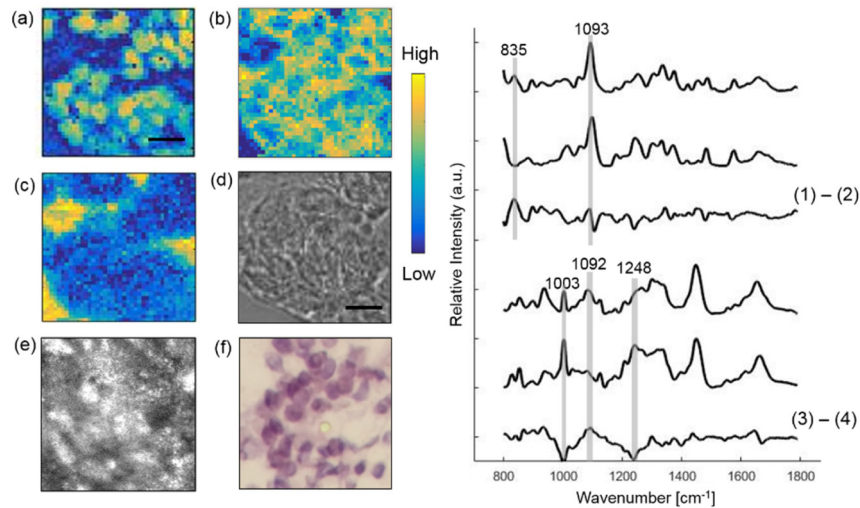 (a)
(b)
High
Low
(c)
(d)
(e)
(f)
835
1093
(1) – (2)
1003
1092
1248
(3) – (4)
Relative Intensity (a.u.)
800
1000
1200
1400
1600
1800
Wavenumber [cm⁻¹]